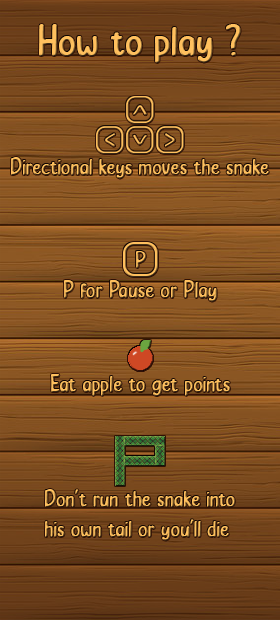 How to play ?
^
< v >
Directional keys moves the snake
P
P for Pause or Play
Eat apple to get points
Don't run the snake into
his own tail or you'll die